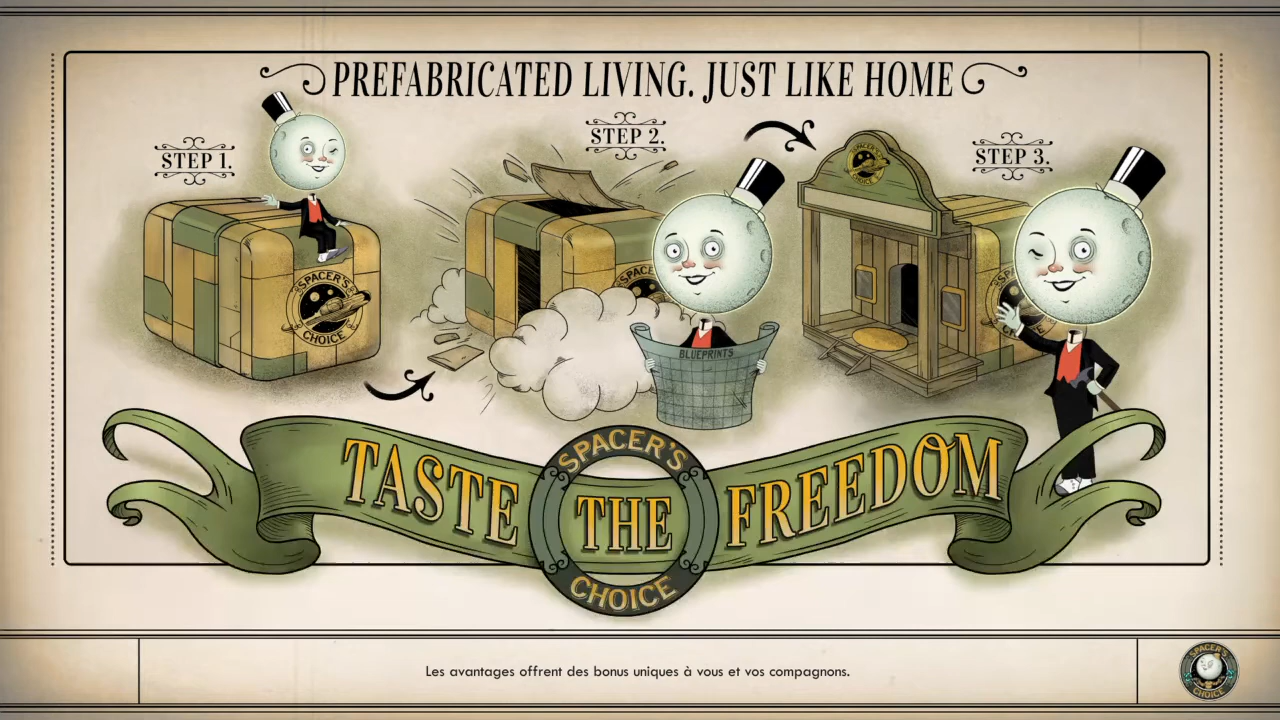 PREFABRICATED LIVING. JUST LIKE HOME
STEP 1.
STEP 2.
STEP 3.
SPACER'S
CHOICE
SPACER'S
BLUEPRINTS
SPACER'S
CHOICE
SPACER'S
TASTE THE FREEDOM
SPACER'S
CHOICE
Les avantages offrent des bonus uniques à vous et vos compagnons.
SPACER'S
CHOICE